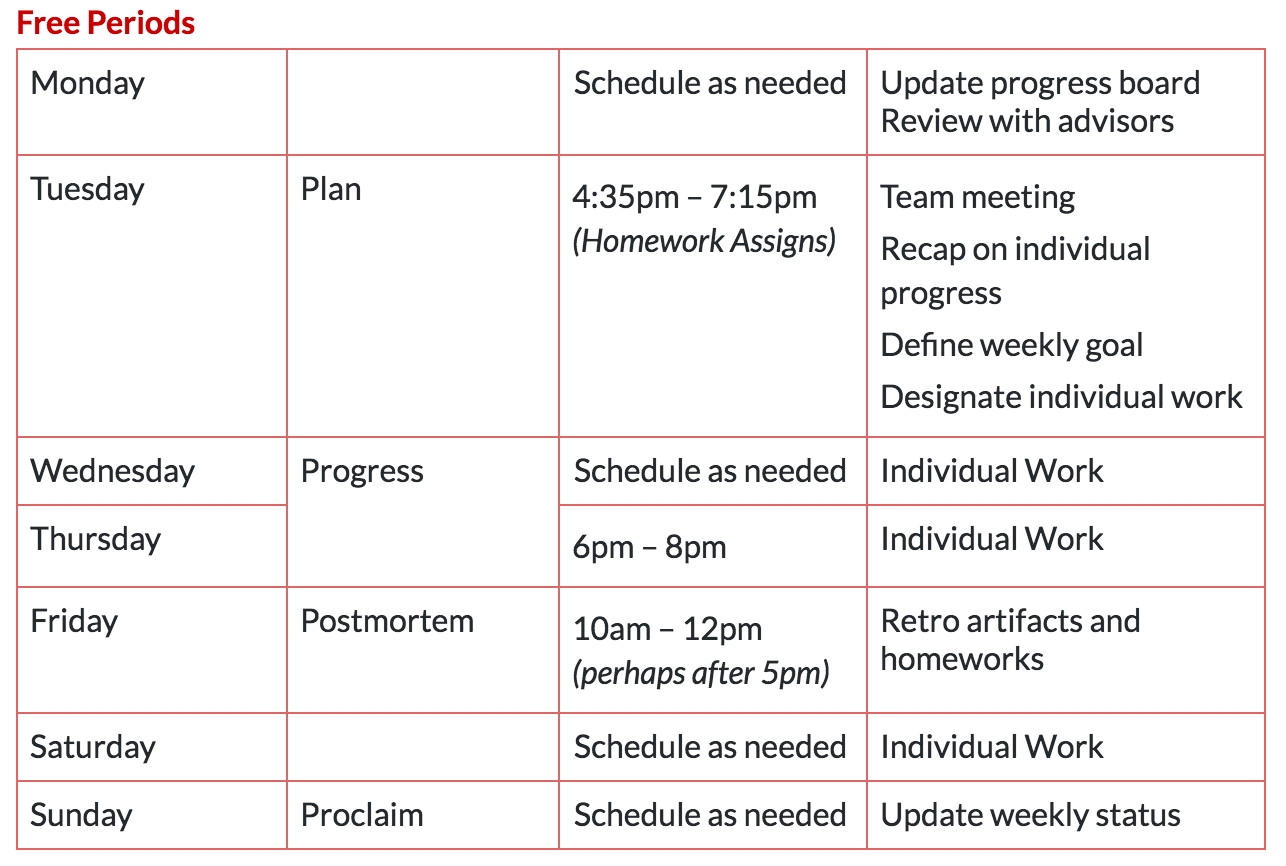 Free Periods
Monday
Schedule as needed
Update progress board
Review with advisors
Tuesday
Plan
4:35pm – 7:15pm
(Homework Assigns)
Team meeting
Recap on individual
progress
Define weekly goal
Designate individual work
Wednesday
Progress
Schedule as needed
Individual Work
Thursday
6pm – 8pm
Individual Work
Friday
Postmortem
10am – 12pm
(perhaps after 5pm)
Retro artifacts and
homeworks
Saturday
Schedule as needed
Individual Work
Sunday
Proclaim
Schedule as needed
Update weekly status